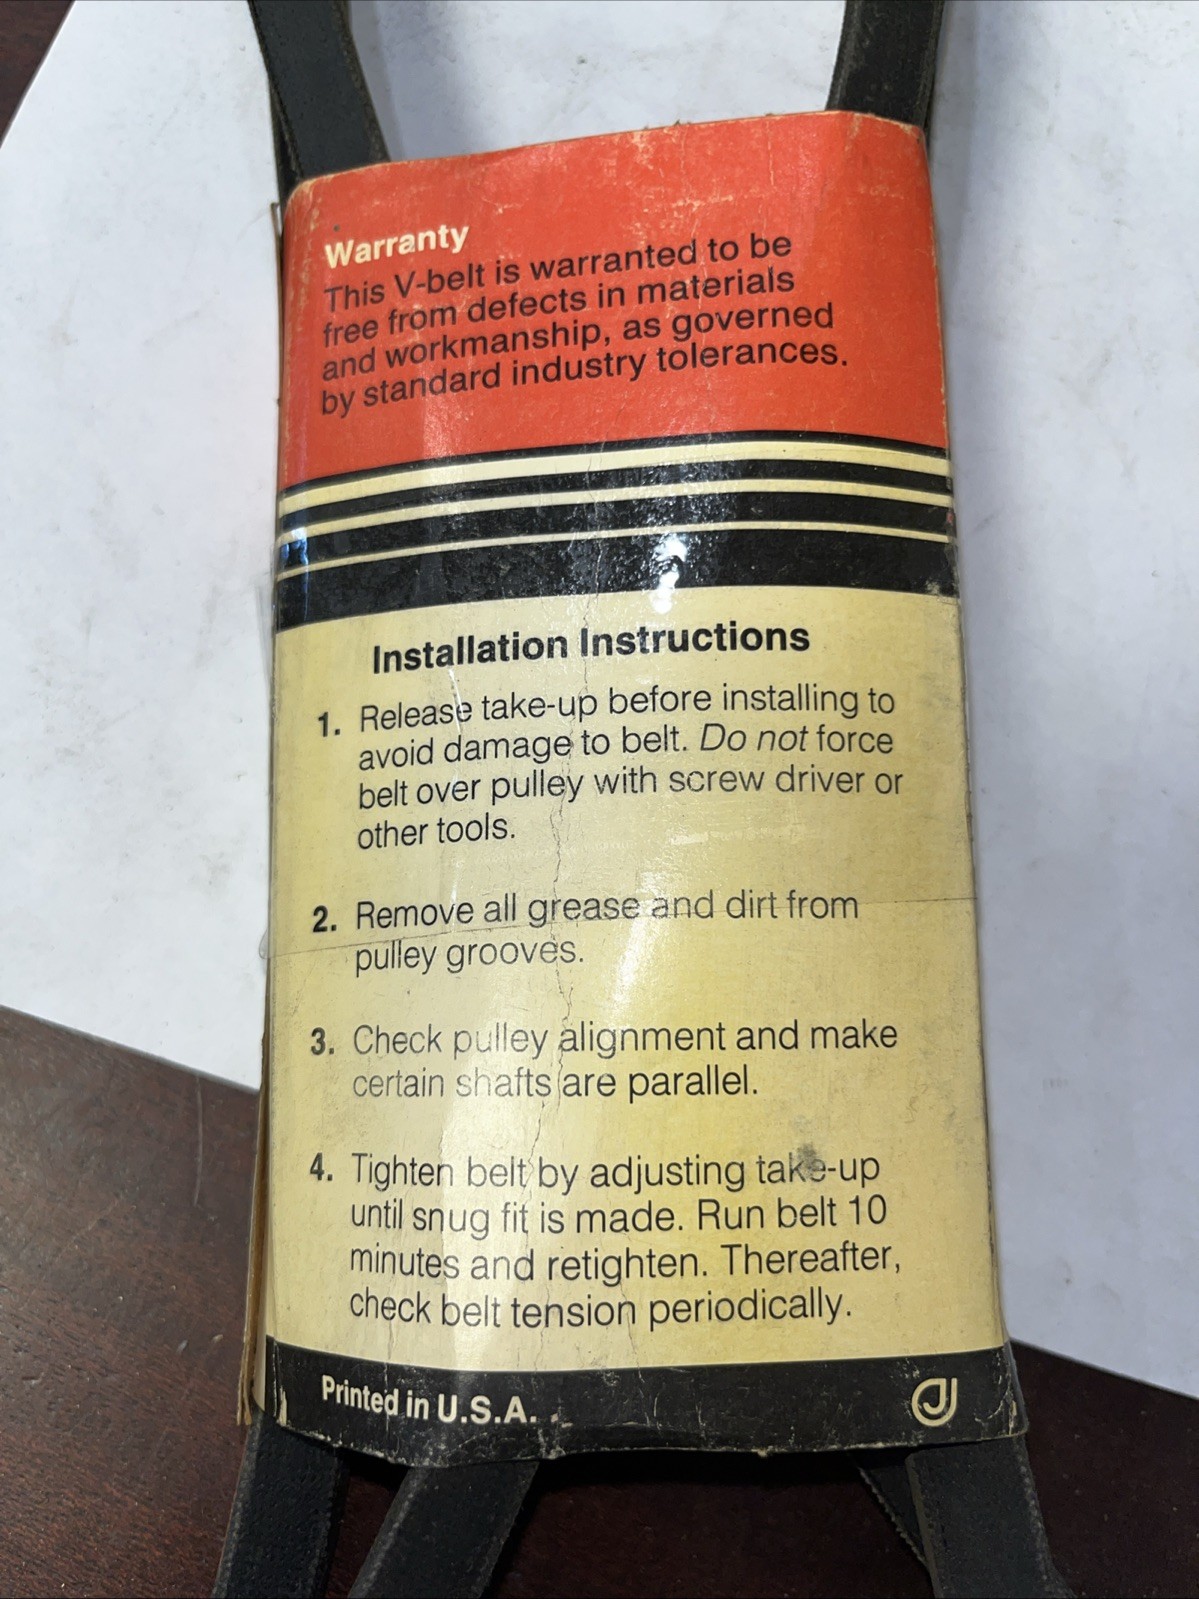 Warranty
This V-belt is warranted to be
free from defects in materials
and workmanship, as governed
by standard industry tolerances.
Installation Instructions
1. Release take-up before installing to
avoid damage to belt. Do not force
belt over pulley with screw driver or
other tools.
2. Remove all grease and dirt from
pulley grooves.
3. Check pulley alignment and make
certain shafts are parallel.
4. Tighten belt by adjusting take-up
until snug fit is made. Run belt 10
minutes and retighten. Thereafter,
check belt tension periodically.
Printed in U.S.A.